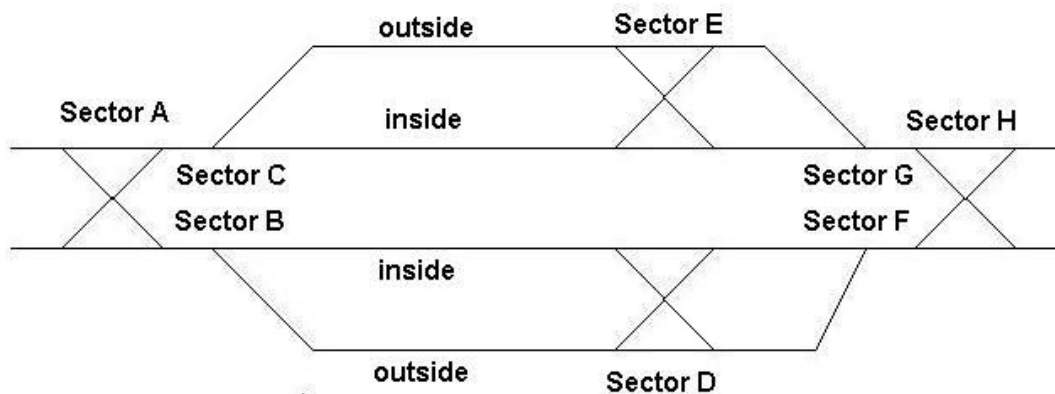 outside
Sector E
Sector A
inside
Sector H
Sector C
Sector G
Sector B
Sector F
inside
outside
Sector D